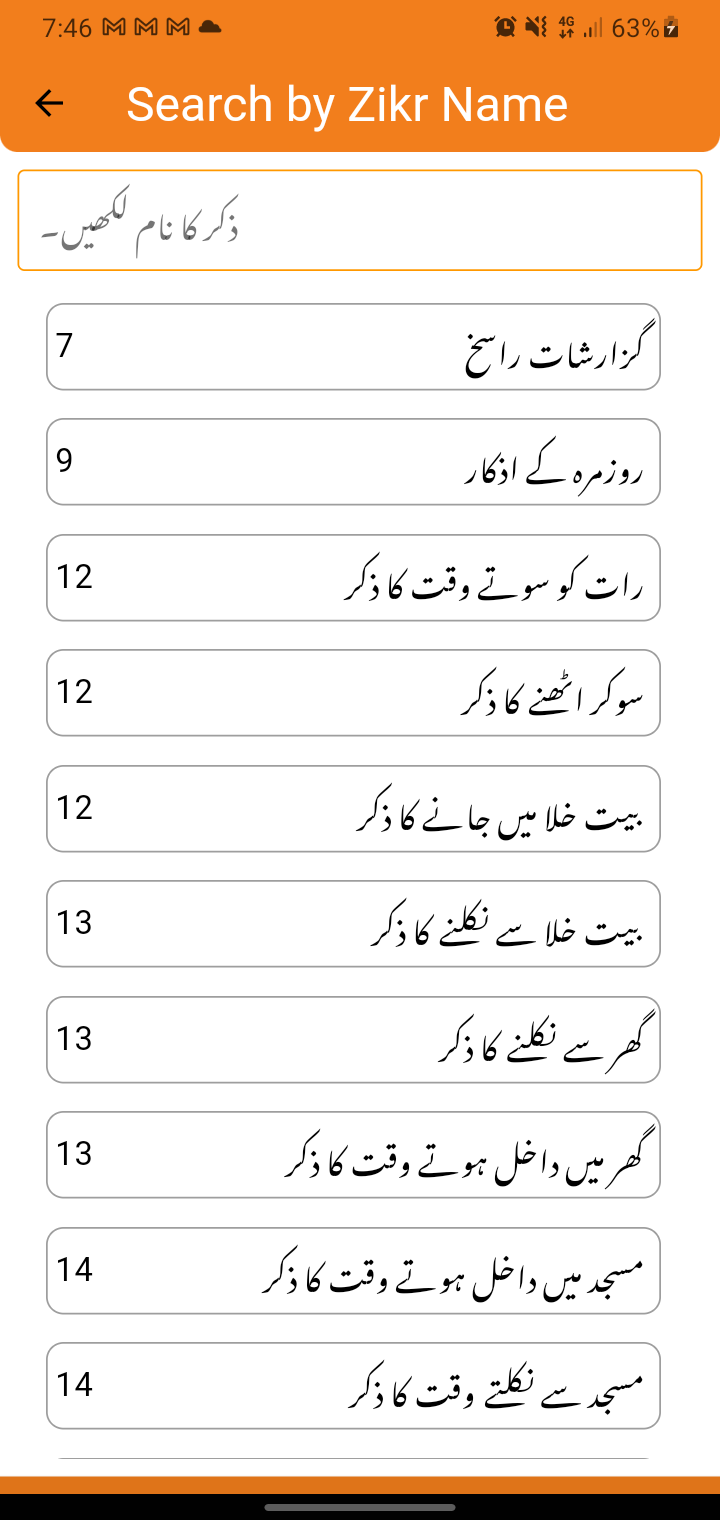 7:46 4G 63%
Search by Zikr Name
ذکر کا نام لکھیں۔
گزارشات راسخ 7
روزمرہ کے اذکار 9
رات کو سوتے وقت کا ذکر 12
سوکر اٹھنے کا ذکر 12
بیت خلا میں جانے کا ذکر 12
بیت خلا سے نکلنے کا ذکر 13
گھر سے نکلنے کا ذکر 13
گھر میں داخل ہوتے وقت کا ذکر 13
مسجد میں داخل ہوتے وقت کا ذکر 14
مسجد سے نکلتے وقت کا ذکر 14